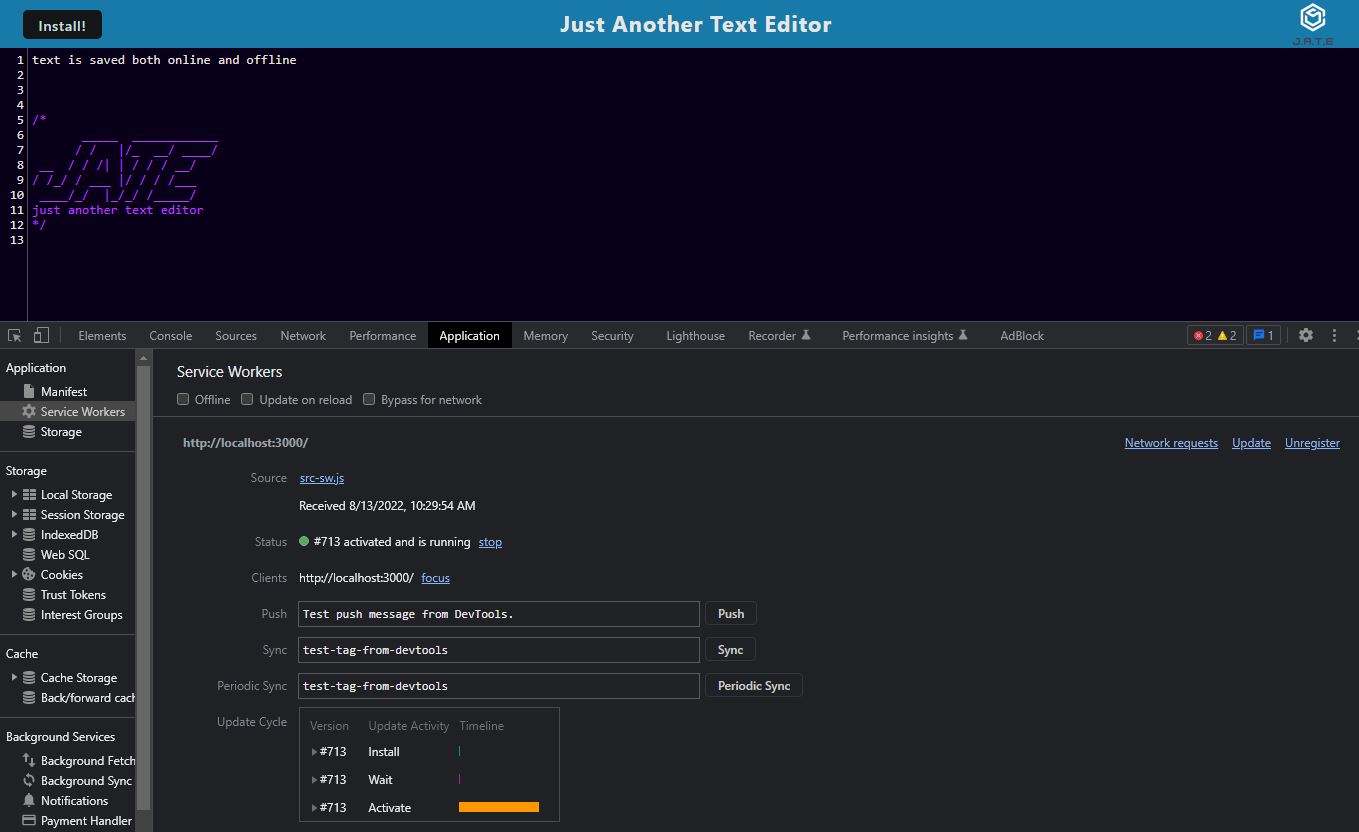 Install!
Just Another Text Editor
J.A.T.E
1 text is saved both online and offline
2
3
4
5 /*
6       _____  ____________
7      / /   |/_  __/ ____/
8 __  / / /| | / / / __/
9 / /_/ / ___ |/ / / /___
10 ____/_/  |_/_/ /_____/
11 just another text editor
12 */
13
Elements Console Sources Network Performance Application Memory Security Lighthouse Recorder Performance insights AdBlock 2 2 1
Application
Manifest
Service Workers
Storage
Storage
Local Storage
Session Storage
IndexedDB
Web SQL
Cookies
Trust Tokens
Interest Groups
Cache
Cache Storage
Back/forward cach
Background Services
Background Fetch
Background Sync
Notifications
Payment Handler
Service Workers
Offline Update on reload Bypass for network
http://localhost:3000/ Network requests Update Unregister
Source src-sw.js
Received 8/13/2022, 10:29:54 AM
Status #713 activated and is running stop
Clients http://localhost:3000/ focus
Push Test push message from DevTools. Push
Sync test-tag-from-devtools Sync
Periodic Sync test-tag-from-devtools Periodic Sync
Update Cycle Version Update Activity Timeline
#713 Install
#713 Wait
#713 Activate